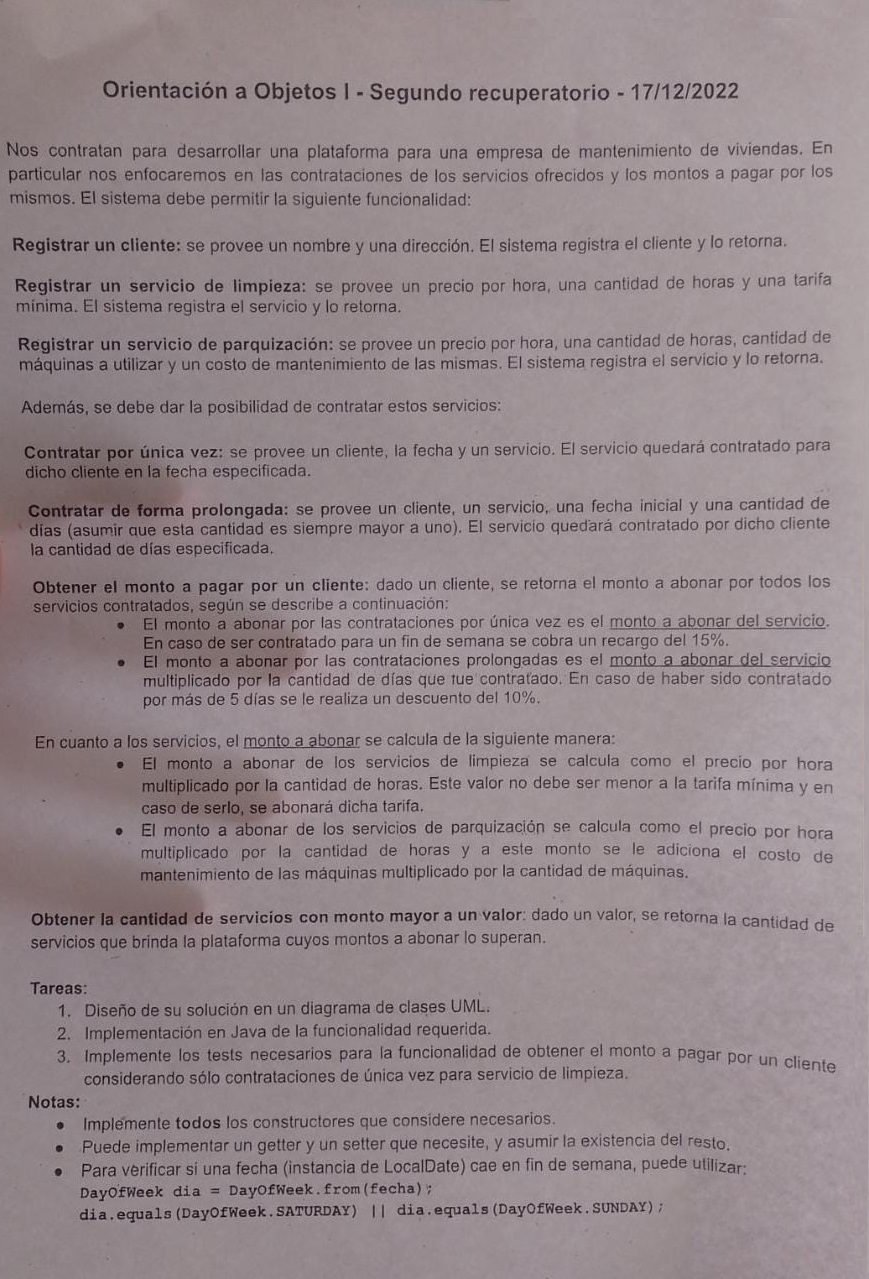 Orientación a Objetos I - Segundo recuperatorio - 17/12/2022
Nos contratan para desarrollar una plataforma para una empresa de mantenimiento de viviendas. En
particular nos enfocaremos en las contrataciones de los servicios ofrecidos y los montos a pagar por los
mismos. El sistema debe permitir la siguiente funcionalidad:
Registrar un cliente: se provee un nombre y una dirección. El sistema registra el cliente y lo retorna.
Registrar un servicio de limpieza: se provee un precio por hora, una cantidad de horas y una tarifa
mínima. El sistema registra el servicio y lo retorna.
Registrar un servicio de parquización: se provee un precio por hora, una cantidad de horas, cantidad de
máquinas a utilizar y un costo de mantenimiento de las mismas. El sistema registra el servicio y lo retorna.
Además, se debe dar la posibilidad de contratar estos servicios:
Contratar por única vez: se provee un cliente, la fecha y un servicio. El servicio quedará contratado para
dicho cliente en la fecha especificada.
Contratar de forma prolongada: se provee un cliente, un servicio, una fecha inicial y una cantidad de
días (asumir que esta cantidad es siempre mayor a uno). El servicio quedará contratado por dicho cliente
la cantidad de días especificada.
Obtener el monto a pagar por un cliente: dado un cliente, se retorna el monto a abonar por todos los
servicios contratados, según se describe a continuación:
• El monto a abonar por las contrataciones por única vez es el monto a abonar del servicio.
En caso de ser contratado para un fin de semana se cobra un recargo del 15%.
• El monto a abonar por las contrataciones prolongadas es el monto a abonar del servicio
multiplicado por la cantidad de días que fue contratado. En caso de haber sido contratado
por más de 5 días se le realiza un descuento del 10%.
En cuanto a los servicios, el monto a abonar se calcula de la siguiente manera:
• El monto a abonar de los servicios de limpieza se calcula como el precio por hora
multiplicado por la cantidad de horas. Este valor no debe ser menor a la tarifa mínima y en
caso de serlo, se abonará dicha tarifa.
• El monto a abonar de los servicios de parquización se calcula como el precio por hora
multiplicado por la cantidad de horas y a este monto se le adiciona el costo de
mantenimiento de las máquinas multiplicado por la cantidad de máquinas.
Obtener la cantidad de servicios con monto mayor a un valor: dado un valor, se retorna la cantidad de
servicios que brinda la plataforma cuyos montos a abonar lo superan.
Tareas:
1. Diseño de su solución en un diagrama de clases UML.
2. Implementación en Java de la funcionalidad requerida.
3. Implemente los tests necesarios para la funcionalidad de obtener el monto a pagar por un cliente
considerando sólo contrataciones de única vez para servicio de limpieza.
Notas:
• Implemente todos los constructores que considere necesarios.
• Puede implementar un getter y un setter que necesite, y asumir la existencia del resto.
• Para verificar si una fecha (instancia de LocalDate) cae en fin de semana, puede utilizar:
DayOfWeek dia = DayOfWeek.from(fecha);
dia.equals(DayOfWeek.SATURDAY) || dia.equals(DayOfWeek.SUNDAY);